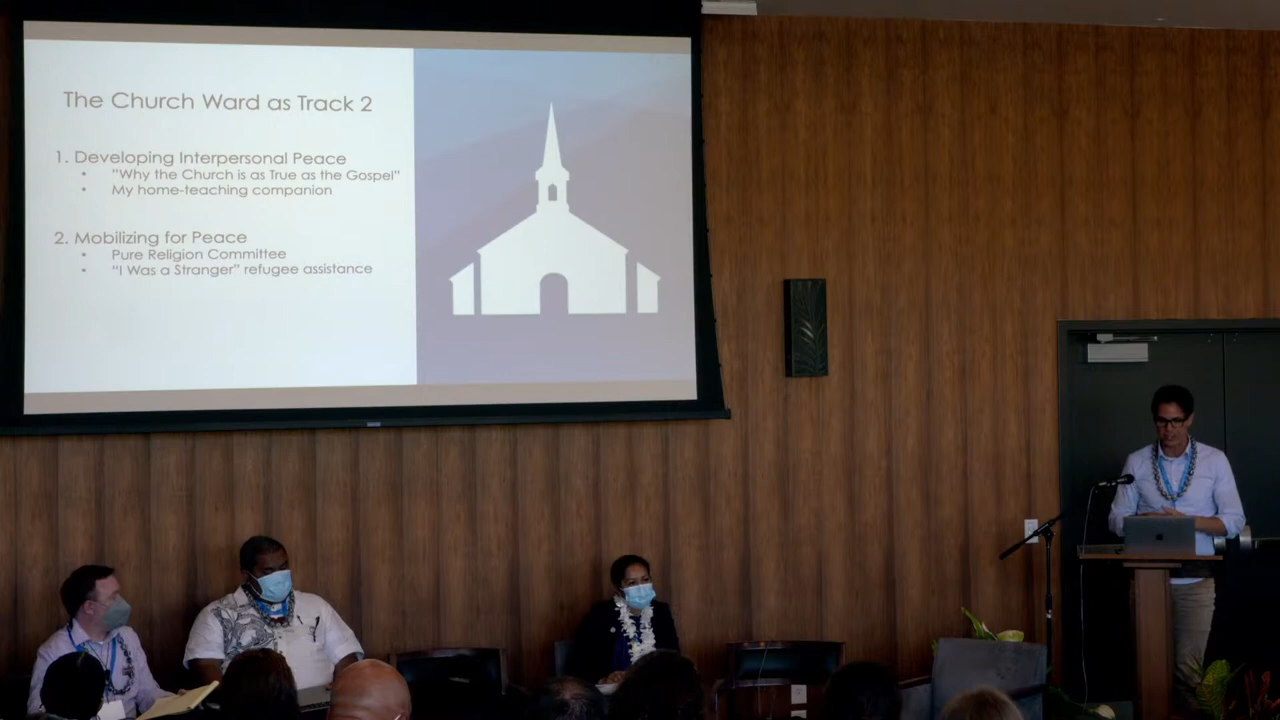 The Church Ward as Track 2
1. Developing Interpersonal Peace
• "Why the Church is as True as the Gospel"
• My home-teaching companion
2. Mobilizing for Peace
• Pure Religion Committee
• "I Was a Stranger" refugee assistance